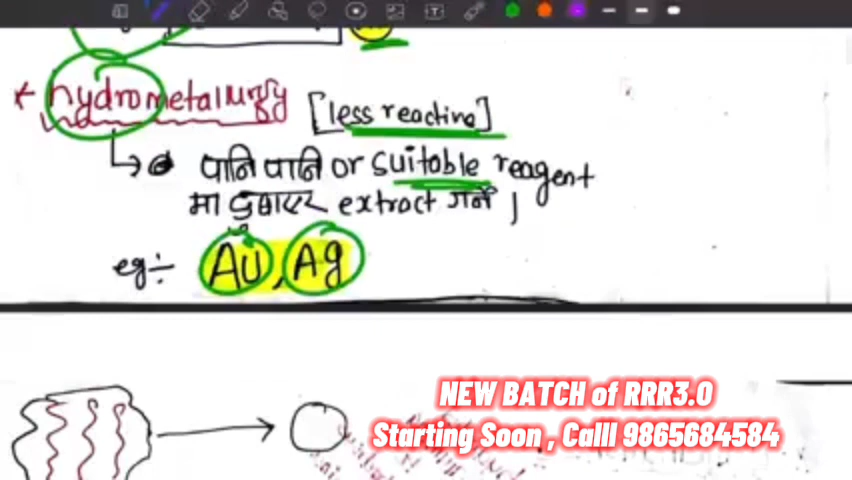 hydrometallurgy [less reactive]
→ पानि पानि or suitable reagent
मा डुबाएर extract गर्ने |
eg÷ Au, Ag
NEW BATCH of RRR3.0
Starting Soon , Calll 9865684584